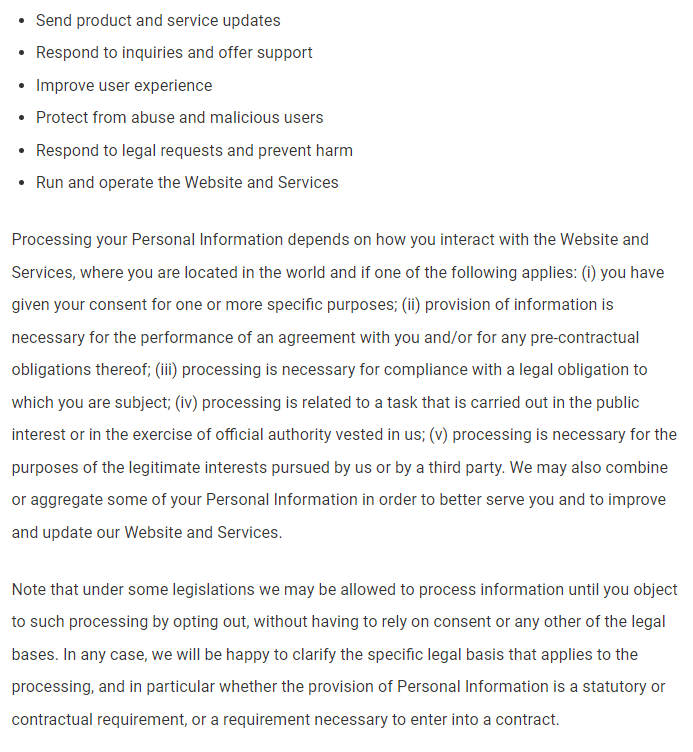 • Send product and service updates
• Respond to inquiries and offer support
• Improve user experience
• Protect from abuse and malicious users
• Respond to legal requests and prevent harm
• Run and operate the Website and Services
Processing your Personal Information depends on how you interact with the Website and
Services, where you are located in the world and if one of the following applies: (i) you have
given your consent for one or more specific purposes; (ii) provision of information is
necessary for the performance of an agreement with you and/or for any pre-contractual
obligations thereof; (iii) processing is necessary for compliance with a legal obligation to
which you are subject; (iv) processing is related to a task that is carried out in the public
interest or in the exercise of official authority vested in us; (v) processing is necessary for the
purposes of the legitimate interests pursued by us or by a third party. We may also combine
or aggregate some of your Personal Information in order to better serve you and to improve
and update our Website and Services.
Note that under some legislations we may be allowed to process information until you object
to such processing by opting out, without having to rely on consent or any other of the legal
bases. In any case, we will be happy to clarify the specific legal basis that applies to the
processing, and in particular whether the provision of Personal Information is a statutory or
contractual requirement, or a requirement necessary to enter into a contract.